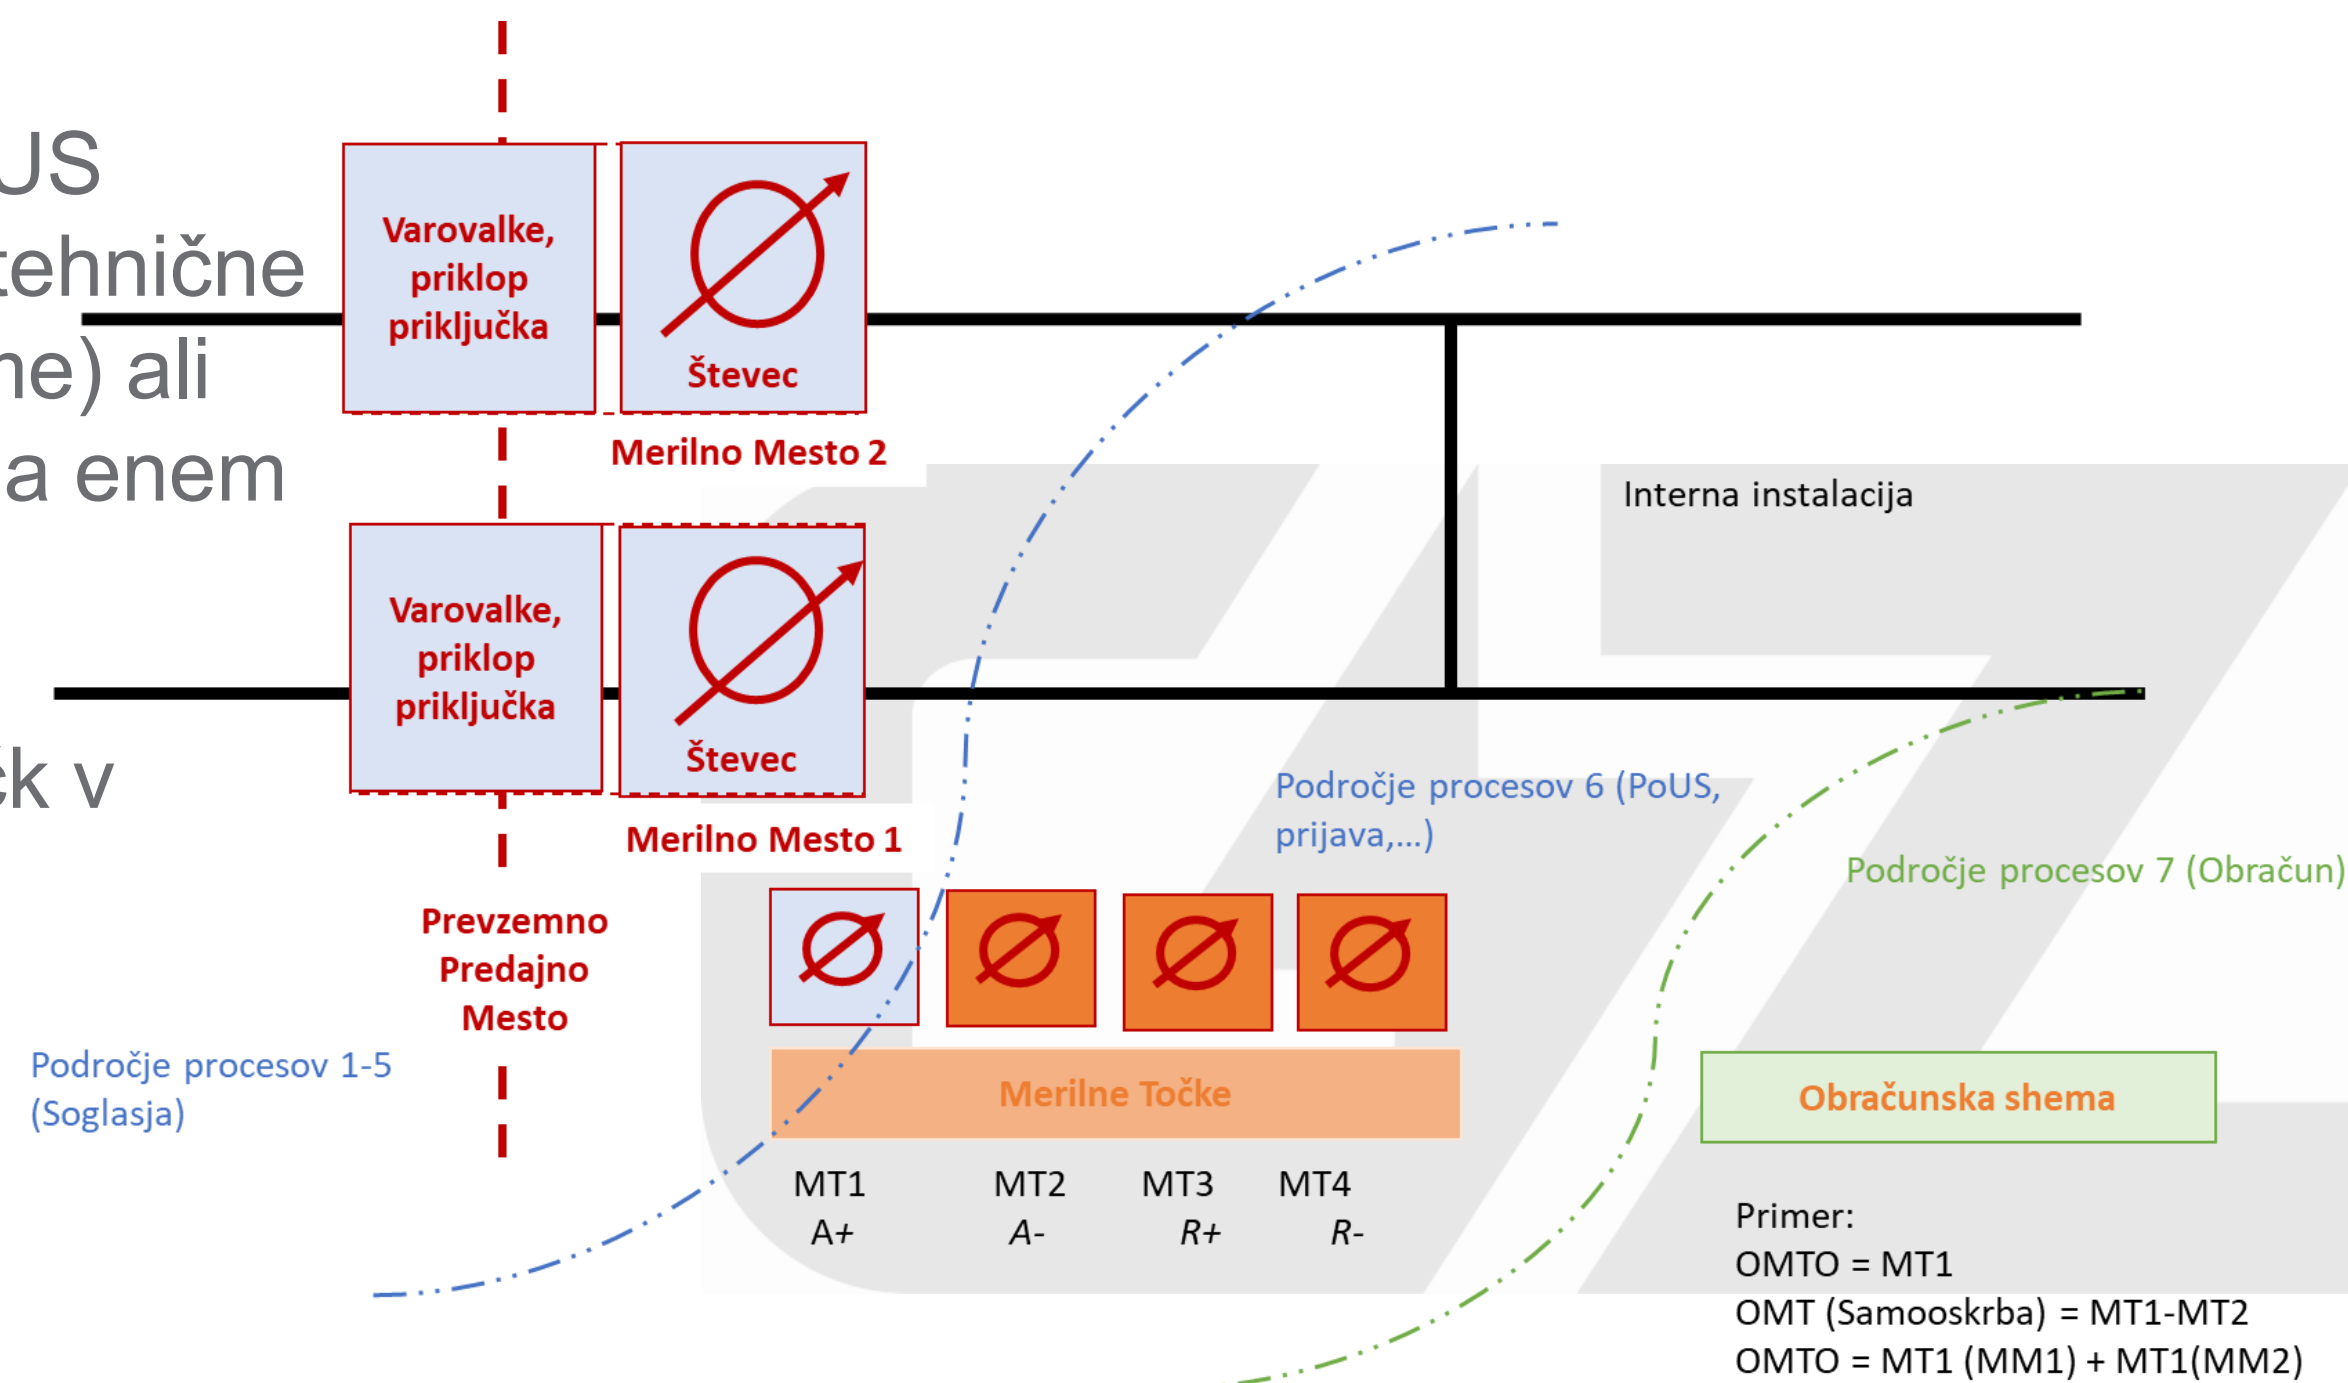 US
tehnične
ne) ali
a enem
čk v
Varovalke,
priklop
priključka
Števec
Merilno Mesto 2
Interna instalacija
Varovalke,
priklop
priključka
Števec
Merilno Mesto 1
Področje procesov 6 (PoUS,
prijava,...)
Področje procesov 7 (Obračun)
Prevzemno
Predajno
Mesto
Področje procesov 1-5
(Soglasja)
Merilne Točke
MT1 MT2 MT3 MT4
A+ A- R+ R-
Obračunska shema
Primer:
OMTO = MT1
OMT (Samooskrba) = MT1-MT2
OMTO = MT1 (MM1) + MT1(MM2)